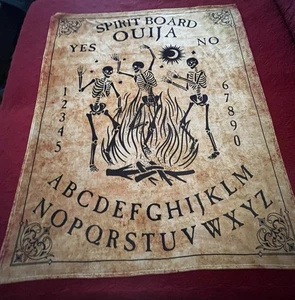 SPIRIT BOARD
OUIJA
YES NO
1 2 3 4 5
6 7 8 9 0
ABCDEFGHIJKLM
NOPQRSTUVWXYZ